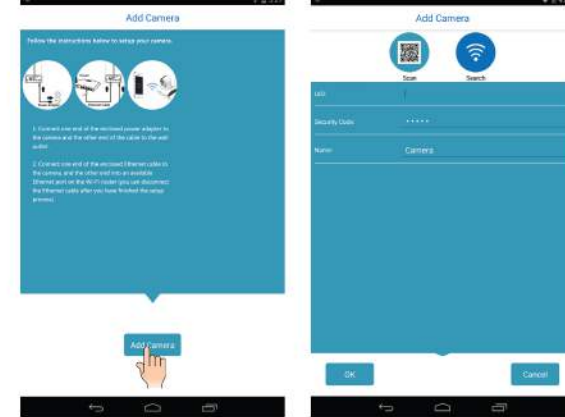 Add Camera
Follow the instructions below to setup your camera.
1. Connect one end of the enclosed power adapter to
the camera and the other end of the cable to the wall
outlet.
2. Connect one end of the enclosed Ethernet cable to
the camera, and the other end into an available
Ethernet port on the Wi-Fi router (you can disconnect
the Ethernet cable after you have finished the setup
process).
Add Camera
Add Camera
Scan
Search
UID
Security Code
·····
Name
Camera
OK
Cancel